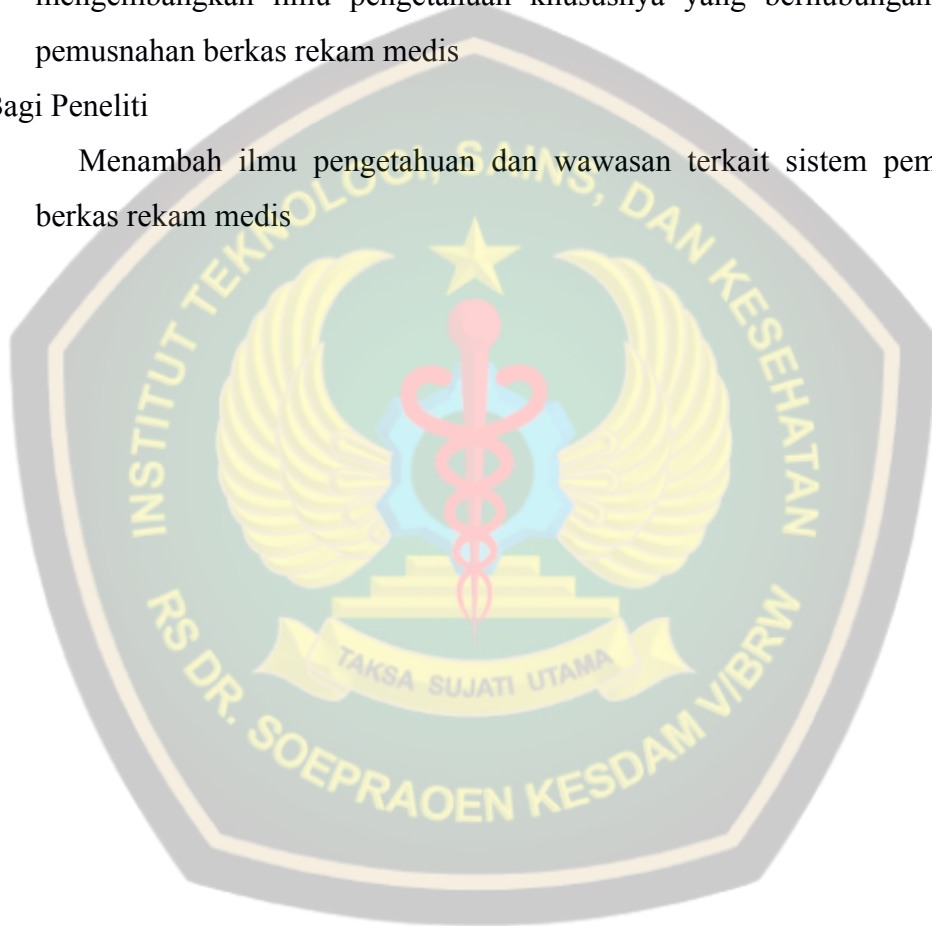 mengembangkan ilmu pengetahuan khususnya yang berhubungan
pemusnahan berkas rekam medis
Bagi Peneliti
Menambah ilmu pengetahuan dan wawasan terkait sistem pem
berkas rekam medis
INSTITUT TEKNOLOGI, SAINS, DAN KESEHATAN
TAKSA SUJATI UTAMA
RS DR. SOEPRAOEN KESDAM V/BRW